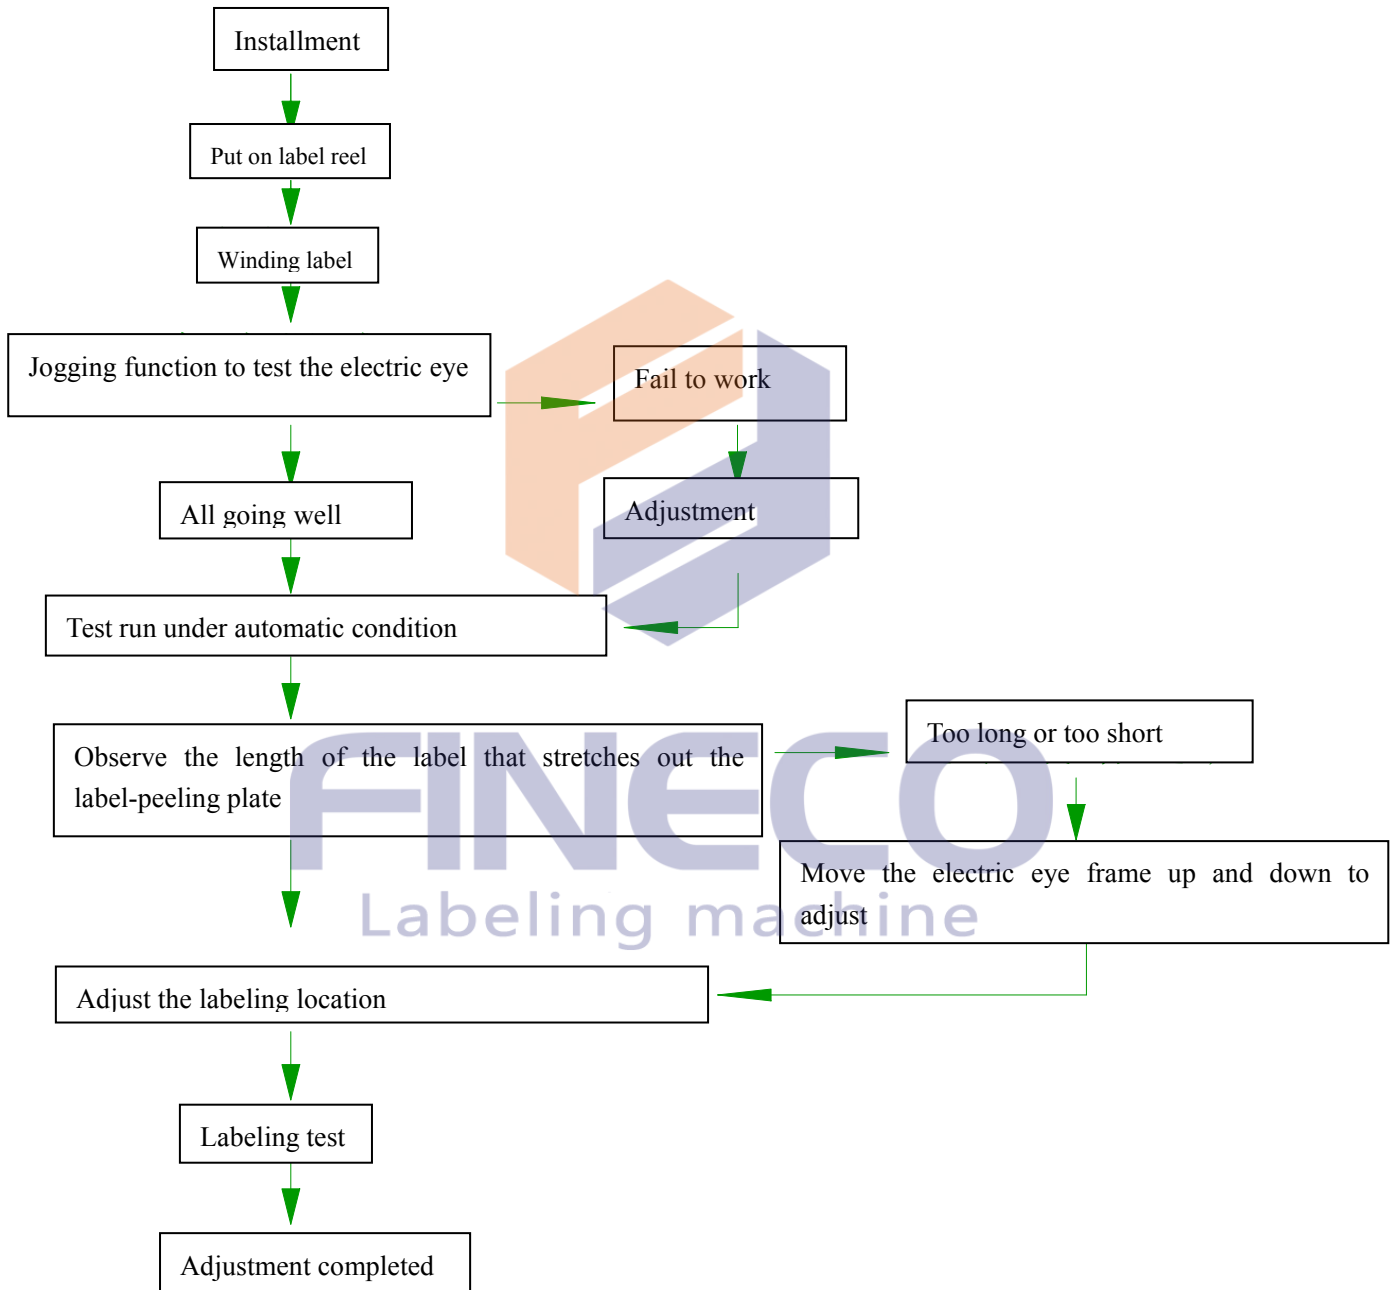 Installment
Put on label reel
Winding label
Jogging function to test the electric eye
Fail to work
All going well
Adjustment
Test run under automatic condition
Observe the length of the label that stretches out the
label-peeling plate
Too long or too short
Move the electric eye frame up and down to
adjust
FINECO
Labeling machine
Adjust the labeling location
Labeling test
Adjustment completed